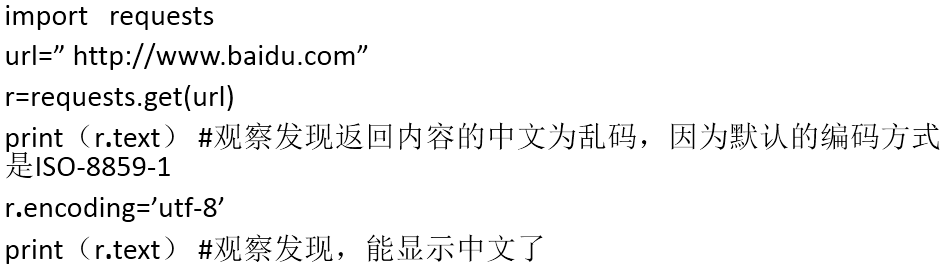 import   requests
url=” http://www.baidu.com”
r=requests.get(url)
print（r.text） #观察发现返回内容的中文为乱码，因为默认的编码方式
是ISO-8859-1
r.encoding=’utf-8’
print（r.text） #观察发现，能显示中文了